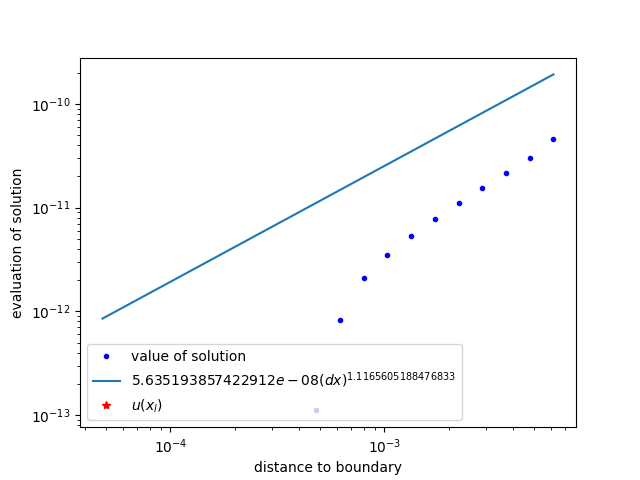 10⁻¹⁰
10⁻¹¹
10⁻¹²
10⁻¹³
evaluation of solution
value of solution
5.635193857422912e − 08(dx)^1.1165605188476833
u(x_l)
10⁻⁴
10⁻³
distance to boundary